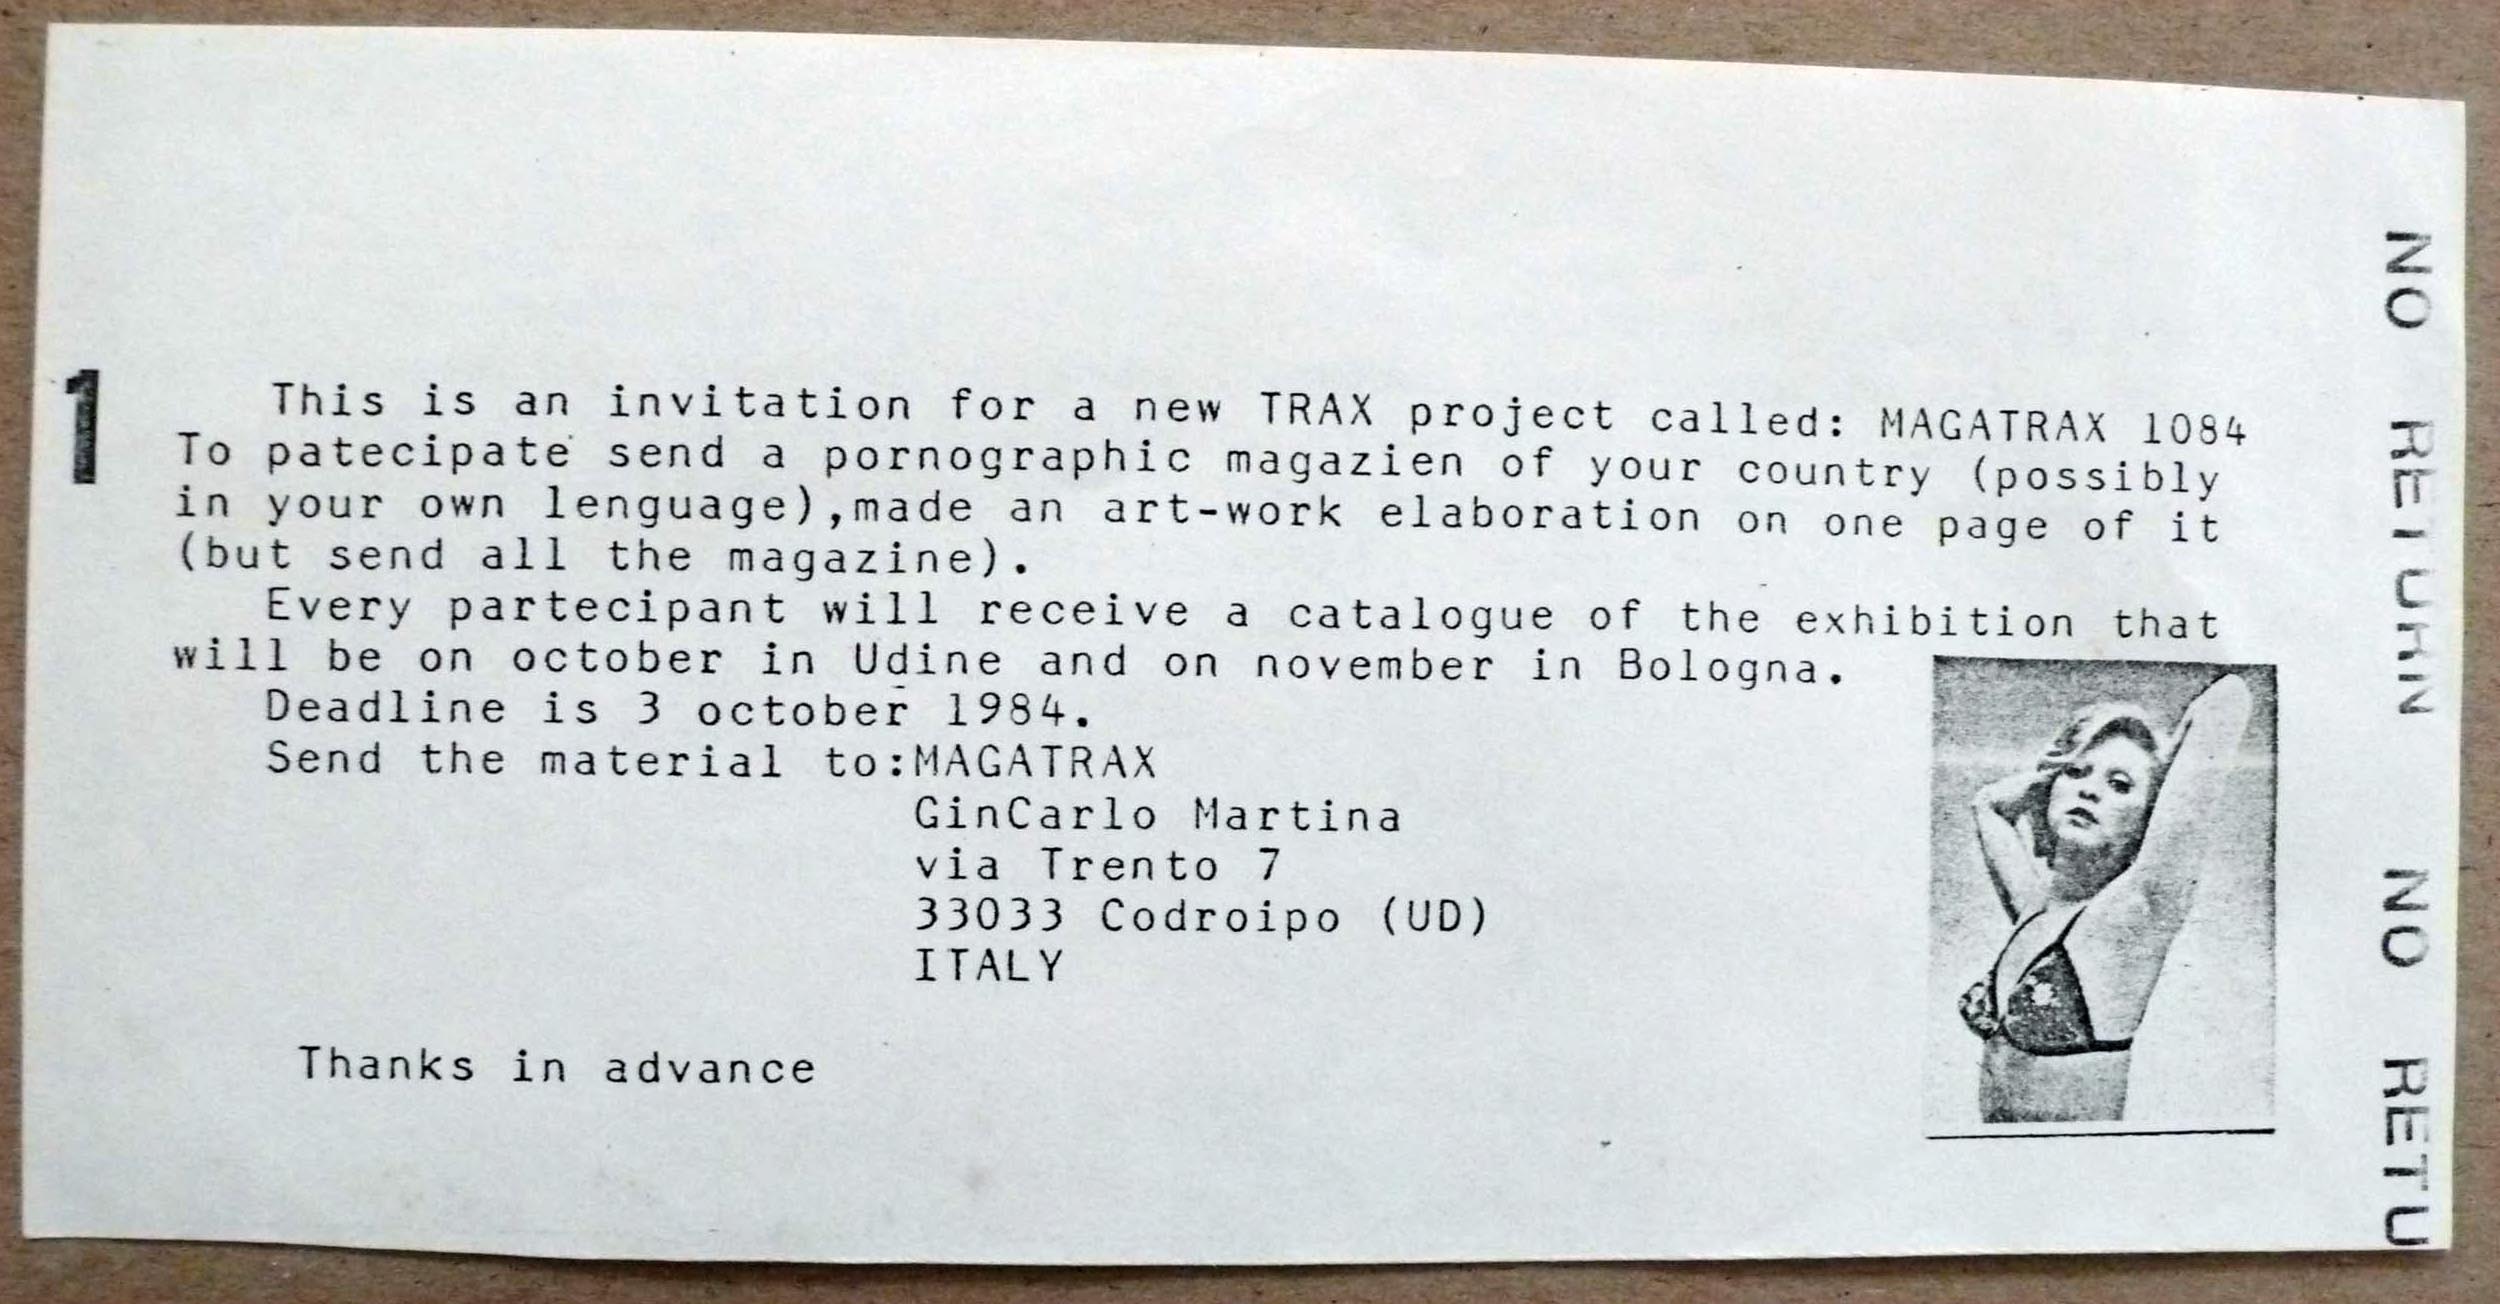 1
This is an invitation for a new TRAX project called: MAGATRAX 1084
To patecipate send a pornographic magazien of your country (possibly
in your own lenguage),made an art-work elaboration on one page of it
(but send all the magazine).
Every partecipant will receive a catalogue of the exhibition that
will be on october in Udine and on november in Bologna.
Deadline is 3 october 1984.
Send the material to:MAGATRAX
GinCarlo Martina
via Trento 7
33033 Codroipo (UD)
ITALY
Thanks in advance
NO RETURN NO RETU